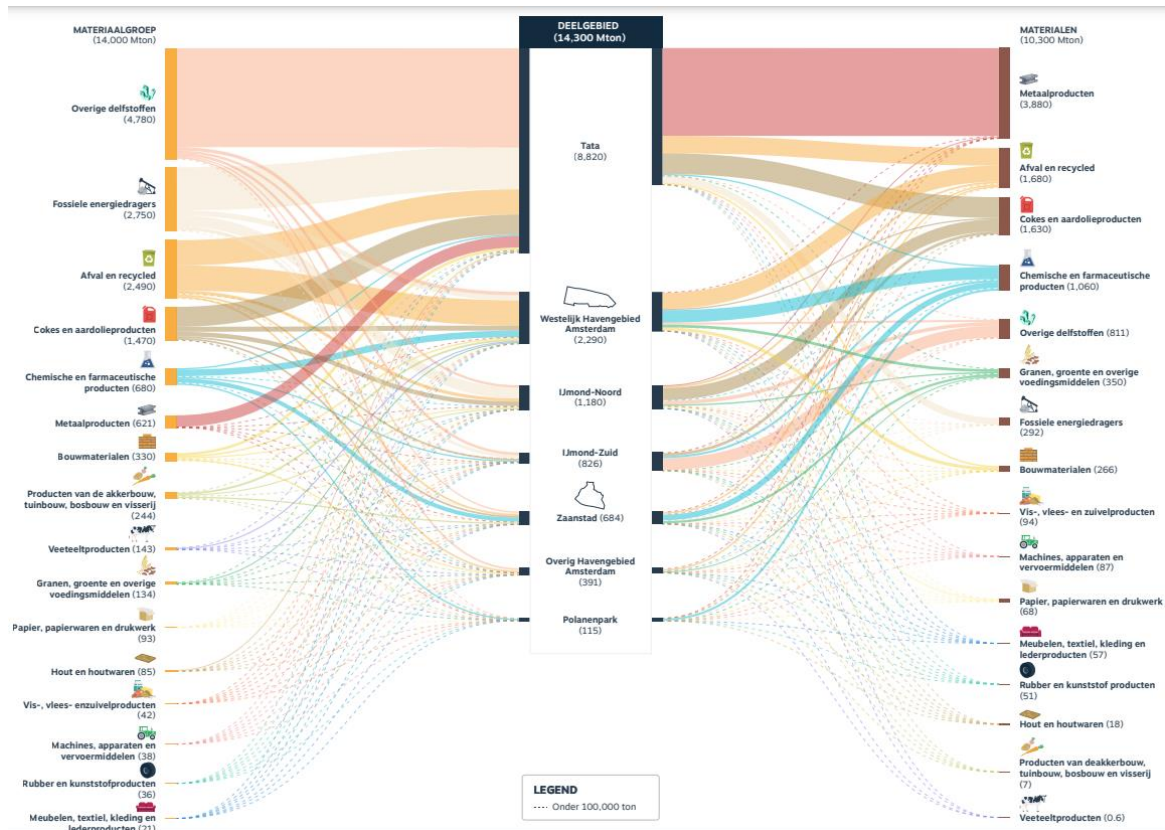 MATERIAALGROEP
(14,000 Mton)
Overige delfstoffen
(4,780)
Fossiele energiedragers
(2,750)
Afval en recycled
(2,490)
Cokes en aardolieproducten
(1,470)
Chemische en farmaceutische
producten (680)
Metaalproducten (621)
Bouwmaterialen (330)
Producten van de akkerbouw,
tuinbouw, bosbouw en visserij
(244)
Veeteeltproducten (143)
Granen, groente en overige
voedingsmiddelen (134)
Papier, papierwaren en drukwerk
(93)
Hout en houtwaren (85)
Vis-, vlees- enzuivelproducten
(42)
Machines, apparaten en
vervoermiddelen (38)
Rubber en kunststofproducten
(36)
Meubelen, textiel, kleding en
lederproducten (21)
DEELGEBIED
(14,300 Mton)
Tata
(8,820)
Westelijk Havengebied
Amsterdam
(2,290)
IJmond-Noord
(1,180)
IJmond-Zuid
(826)
Zaanstad (684)
Overig Havengebied
Amsterdam
(391)
Polanenpark
(115)
LEGEND
Onder 100,000 ton
MATERIALEN
(10,300 Mton)
Metaalproducten
(3,880)
Afval en recycled
(1,680)
Cokes en aardolieproducten
(1,630)
Chemische en farmaceutische
producten (1,060)
Overige delfstoffen (811)
Granen, groente en overige
voedingsmiddelen (350)
Fossiele energiedragers
(292)
Bouwmaterialen (266)
Vis-, vlees- en zuivelproducten
(94)
Machines, apparaten en
vervoermiddelen (87)
Papier, papierwaren en drukwerk
(68)
Meubelen, textiel, kleding en
lederproducten (57)
Rubber en kunststof producten
(51)
Hout en houtwaren (18)
Producten van deakkerbouw,
tuinbouw, bosbouw en visserij
(7)
Veeteeltproducten (0.6)